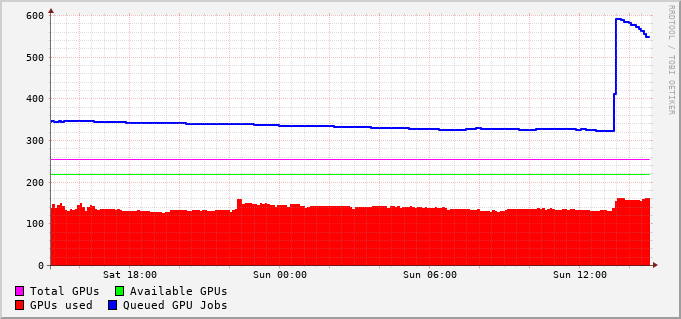 600
500
400
300
200
100
0
Sat 18:00 Sun 00:00 Sun 06:00 Sun 12:00
Total GPUs Available GPUs
GPUs used Queued GPU Jobs
RRDTOOL / TOBI OETIKER